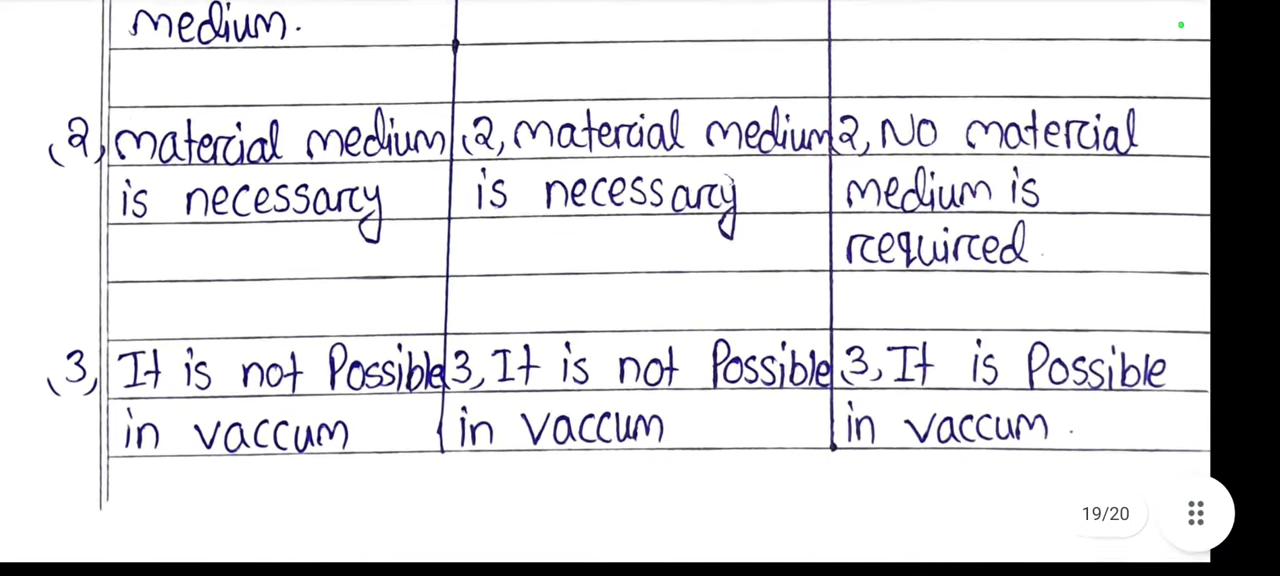 medium.
(2, material medium (2, material medium 2, No material
is necessary is necessary medium is
required.
(3, It is not Possible 3, It is not Possible 3, It is Possible
in vaccum in vaccum in vaccum.
19/20